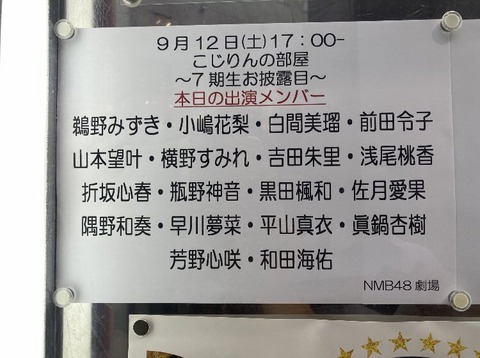 9月12日(土)17:00-
こじりんの部屋
～7期生お披露目～
本日の出演メンバー
鵜野みずき・小嶋花梨・白間美瑠・前田令子
山本望叶・横野すみれ・吉田朱里・浅尾桃香
折坂心春・瓶野神音・黒田楓和・佐月愛果
隅野和奏・早川夢菜・平山真衣・眞鍋杏樹
芳野心咲・和田海佑
NMB48劇場